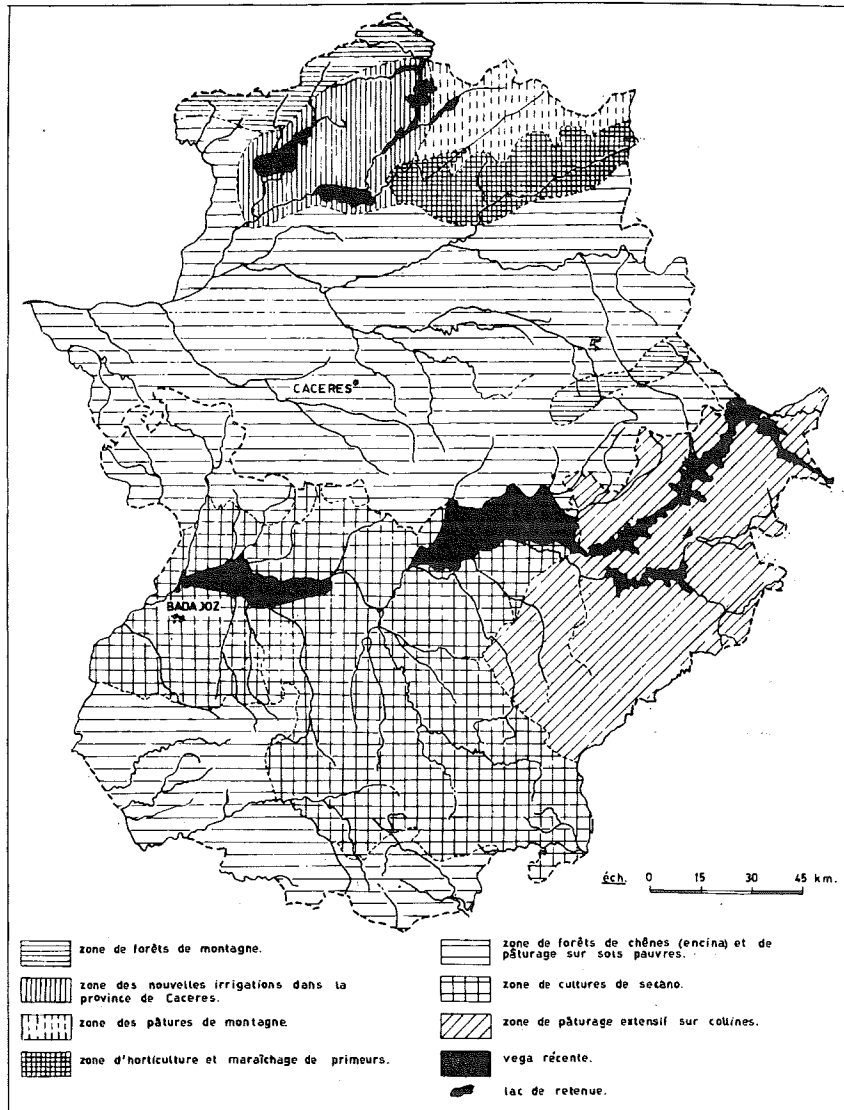 CACERES
BADAJOZ
éch. 0 15 45 km.
zone de forêts de montagne.
zone des nouvelles irrigations dans la
province de Caceres.
zone des pâtures de montagne.
zone d'horticulture et maraîchage de primeurs.
zone de forêts de chênes (encina) et de
pâturage sur sols pauvres.
zone de cultures de secano.
zone de pâturage extensif sur collines.
vega récente.
lac de retenue.